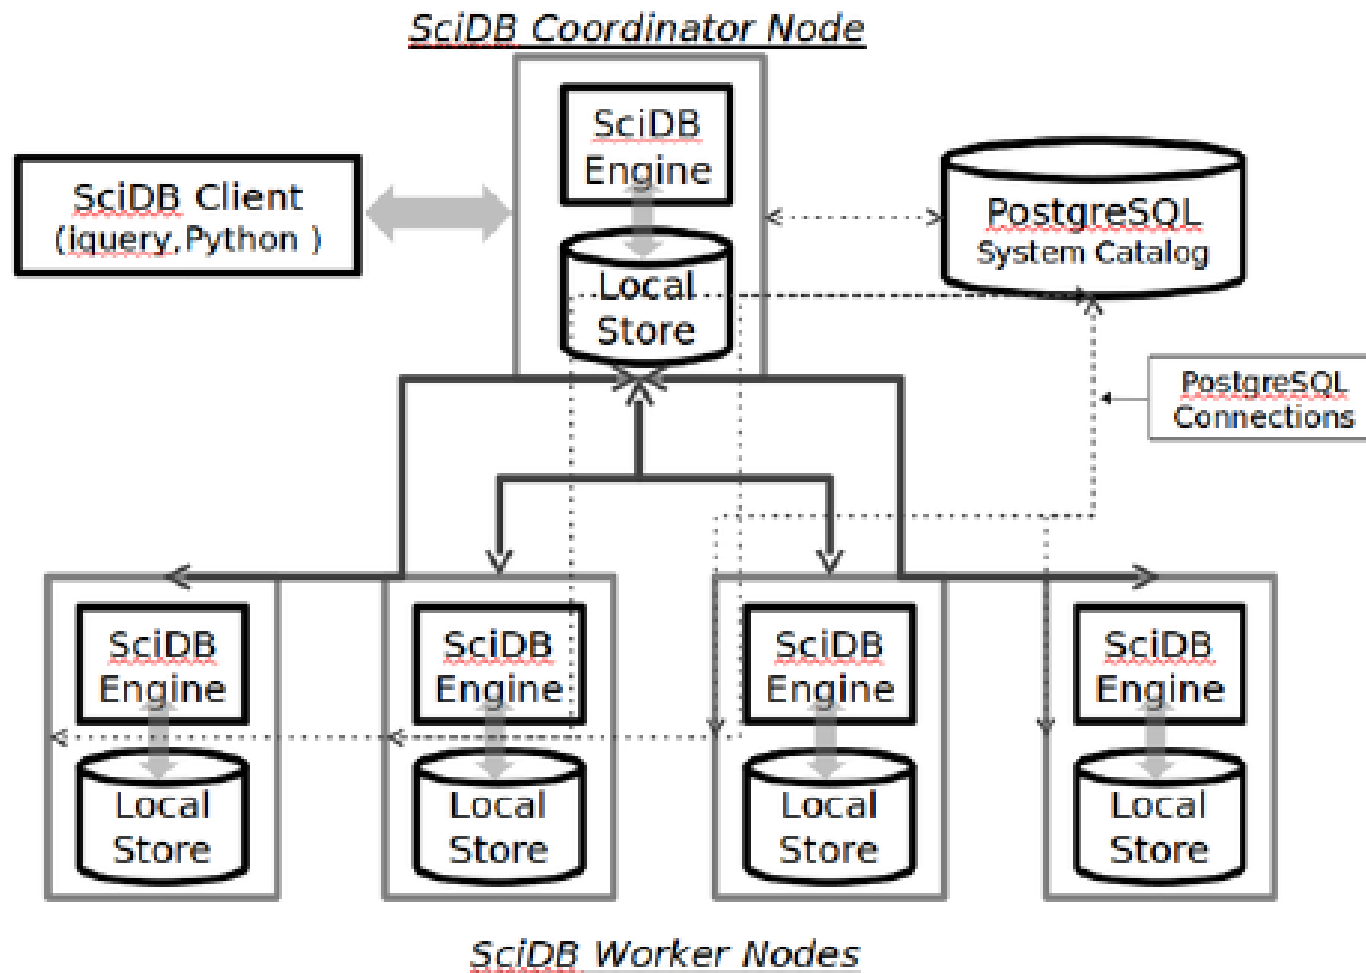 SciDB Coordinator Node
SciDB
Engine
SciDB Client
(iquery,Python )
PostgreSQL
System Catalog
Local
Store
PostgreSQL
Connections
SciDB
Engine
SciDB
Engine
SciDB
Engine
SciDB
Engine
Local
Store
Local
Store
Local
Store
Local
Store
SciDB Worker Nodes